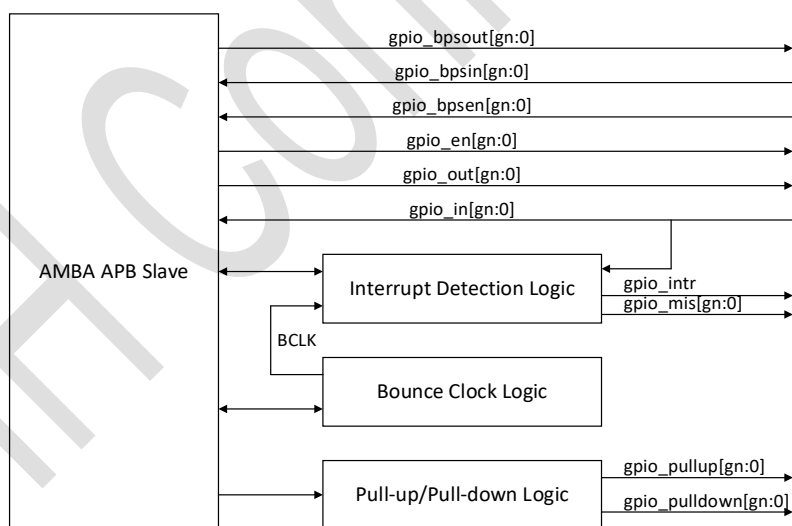 gpio_bpsout[gn:0]
gpio_bpsin[gn:0]
gpio_bpsen[gn:0]
gpio_en[gn:0]
gpio_out[gn:0]
gpio_in[gn:0]
AMBA APB Slave
Interrupt Detection Logic
gpio_intr
gpio_mis[gn:0]
BCLK
Bounce Clock Logic
Pull-up/Pull-down Logic
gpio_pullup[gn:0]
gpio_pulldown[gn:0]